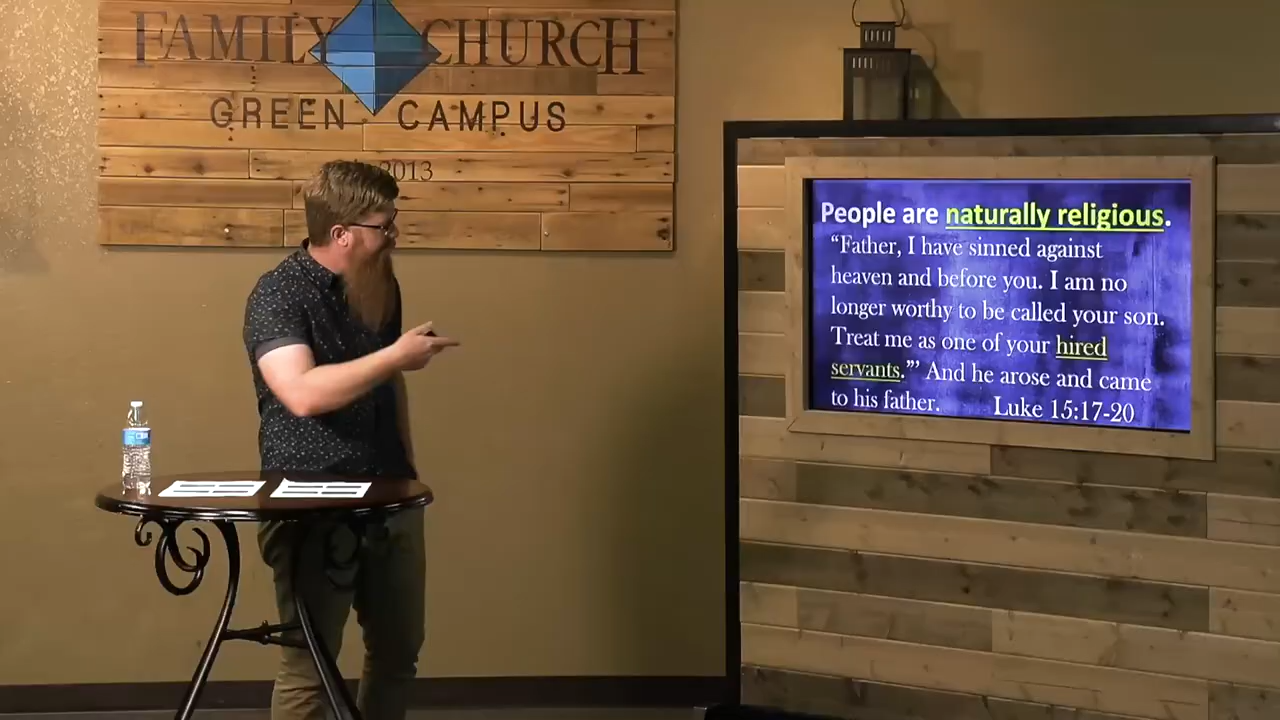 FAMILY CHURCH
GREEN CAMPUS
2013
People are naturally religious.
“Father, I have sinned against
heaven and before you. I am no
longer worthy to be called your son.
Treat me as one of your hired
servants.”’ And he arose and came
to his father. Luke 15:17-20